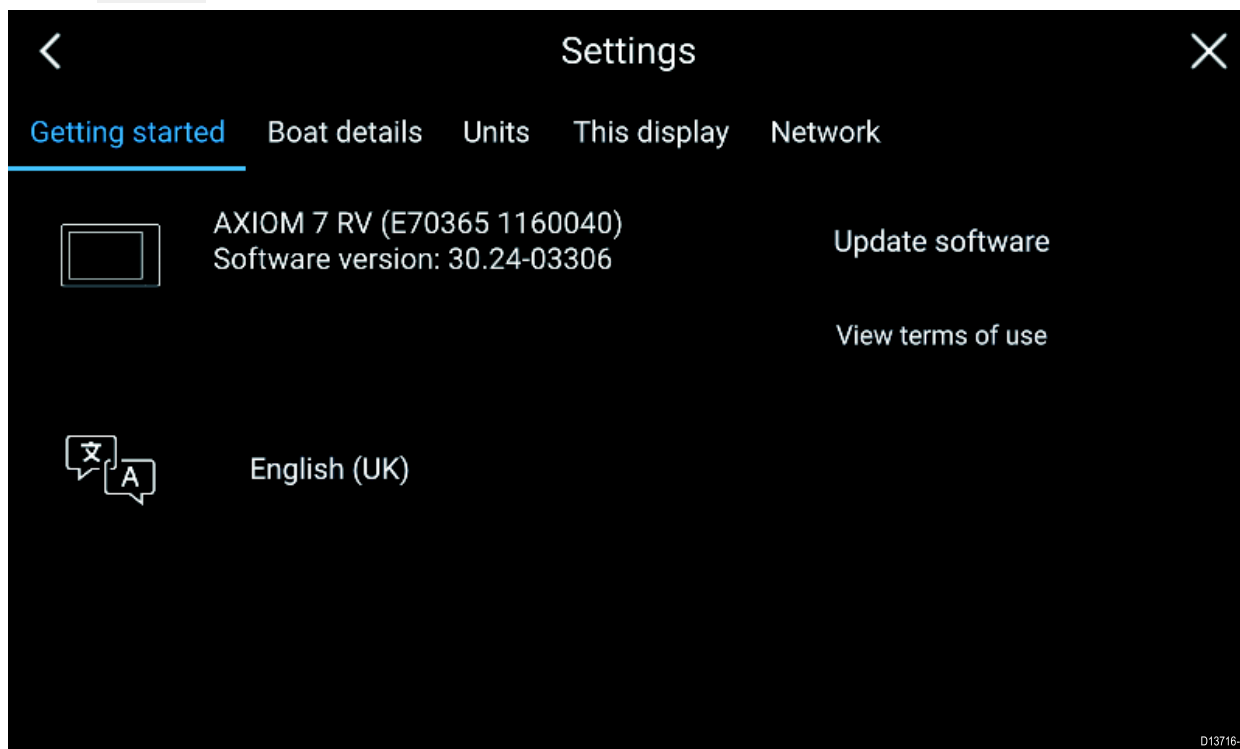 Settings
Getting started Boat details Units This display Network
AXIOM 7 RV (E70365 1160040)
Software version: 30.24-03306
Update software
View terms of use
文
A
English (UK)
D13716-